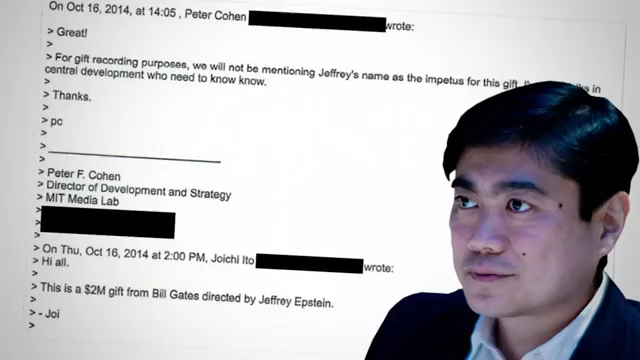 On Oct 16, 2014, at 14:05 , Peter Cohen wrote:
> Great!
>
> For gift recording purposes, we will not be mentioning Jeffrey's name as the impetus for this gift. in
central development who need to know know.
>
> Thanks.
>
> pc
>
>
>
> Peter F. Cohen
> Director of Development and Strategy
> MIT Media Lab
>
> On Thu, Oct 16, 2014 at 2:00 PM, Joichi Ito wrote:
> Hi all.
>
> This is a $2M gift from Bill Gates directed by Jeffrey Epstein.
>
> - Joi
>